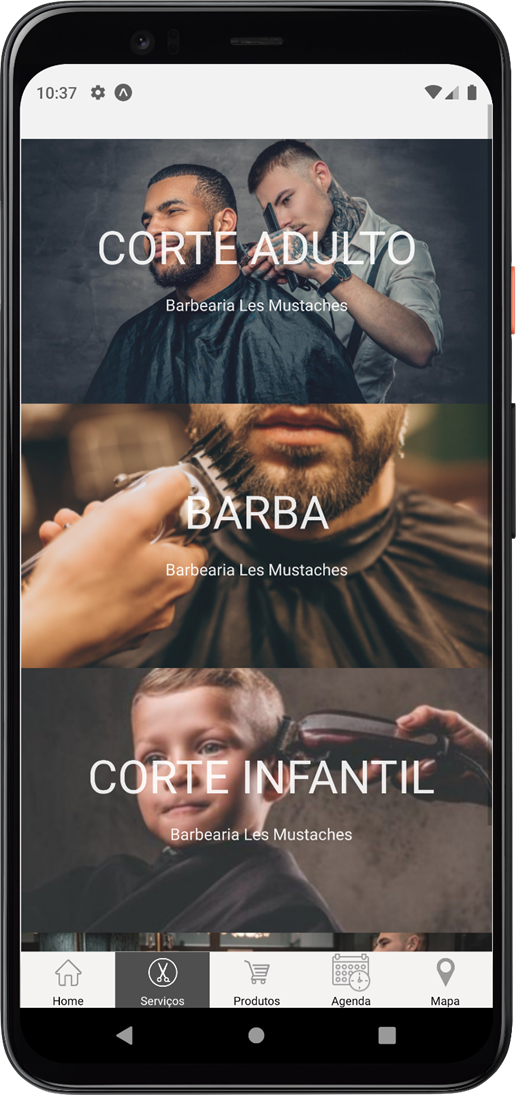 10:37
CORTE ADULTO
Barbearia Les Mustaches
BARBA
Barbearia Les Mustaches
CORTE INFANTIL
Barbearia Les Mustaches
Home
Serviços
Produtos
Agenda
Mapa